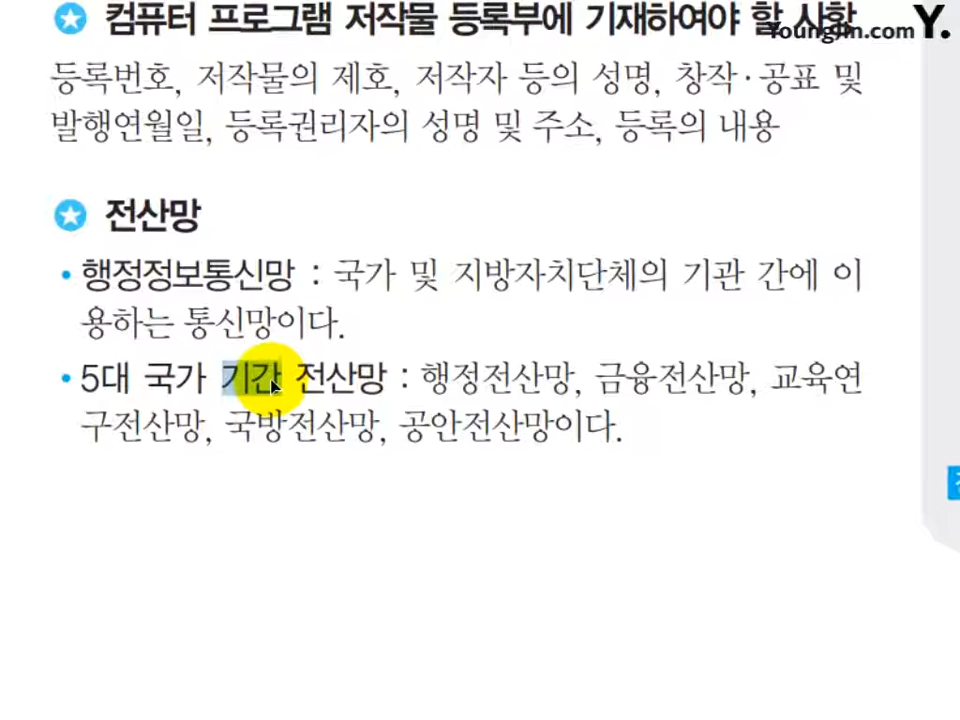 컴퓨터 프로그램 저작물 등록부에 기재하여야 할 사항
Youngjin.com Y.
등록번호, 저작물의 제호, 저작자 등의 성명, 창작·공표 및
발행연월일, 등록권리자의 성명 및 주소, 등록의 내용
전산망
• 행정정보통신망 : 국가 및 지방자치단체의 기관 간에 이
용하는 통신망이다.
• 5대 국가 기간 전산망 : 행정전산망, 금융전산망, 교육연
구전산망, 국방전산망, 공안전산망이다.